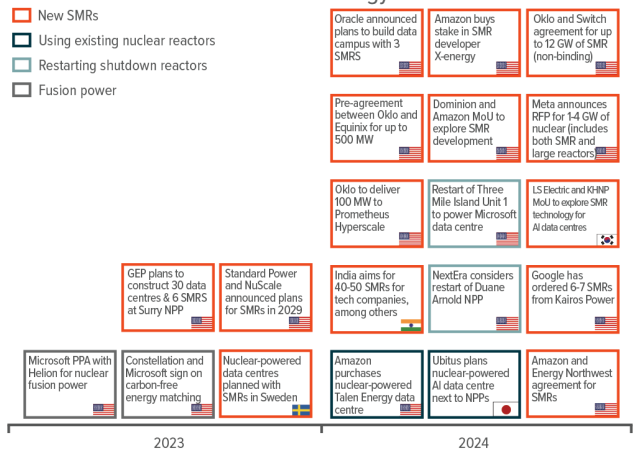 New SMRs
Using existing nuclear reactors
Restarting shutdown reactors
Fusion power
Oracle announced
plans to build data
campus with 3
SMRS
Amazon buys
stake in SMR
developer
X-energy
Oklo and Switch
agreement for up
to 12 GW of SMR
(non-binding)
Pre-agreement
between Oklo and
Equinix for up to
500 MW
Dominion and
Amazon MoU to
explore SMR
development
Meta announces
RFP for 1-4 GW of
nuclear (includes
both SMR and
large reactors)
Oklo to deliver
100 MW to
Prometheus
Hyperscale
Restart of Three
Mile Island Unit 1
to power Microsoft
data centre
LS Electric and KHNP
MoU to explore SMR
technology for
AI data centres
GEP plans to
construct 30 data
centres & 6 SMRS
at Surry NPP
Standard Power
and NuScale
announced plans
for SMRs in 2029
India aims for
40-50 SMRs for
tech companies,
among others
NextEra considers
restart of Duane
Arnold NPP
Google has
ordered 6-7 SMRs
from Kairos Power
Microsoft PPA with
Helion for nuclear
fusion power
Constellation and
Microsoft sign on
carbon-free
energy matching
Nuclear-powered
data centres
planned with
SMRs in Sweden
Amazon
purchases
nuclear-powered
Talen Energy data
centre
Ubitus plans
nuclear-powered
AI data centre
next to NPPs
Amazon and
Energy Northwest
agreement for
SMRs
2023
2024